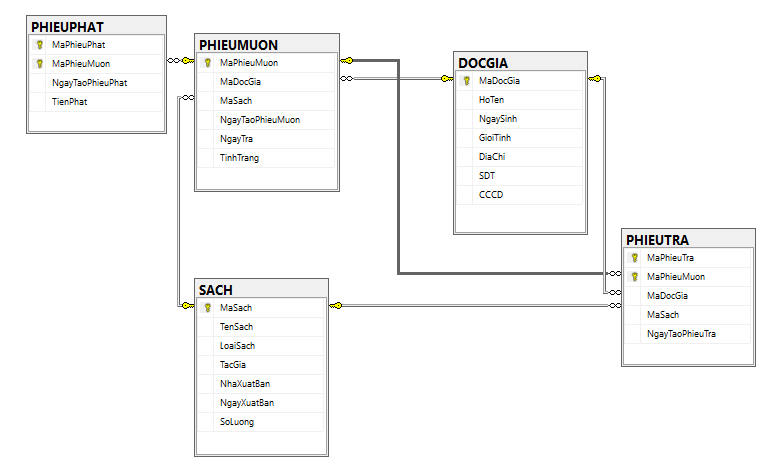 PHIEUPHAT
MaPhieuPhat
MaPhieuMuon
NgayTaoPhieuPhat
TienPhat
PHIEUMUON
MaPhieuMuon
MaDocGia
MaSach
NgayTaoPhieuMuon
NgayTra
TinhTrang
DOCGIA
MaDocGia
HoTen
NgaySinh
GioiTinh
DiaChi
SDT
CCCD
PHIEUTRA
MaPhieuTra
MaPhieuMuon
MaDocGia
MaSach
NgayTaoPhieuTra
SACH
MaSach
TenSach
LoaiSach
TacGia
NhaXuatBan
NgayXuatBan
SoLuong